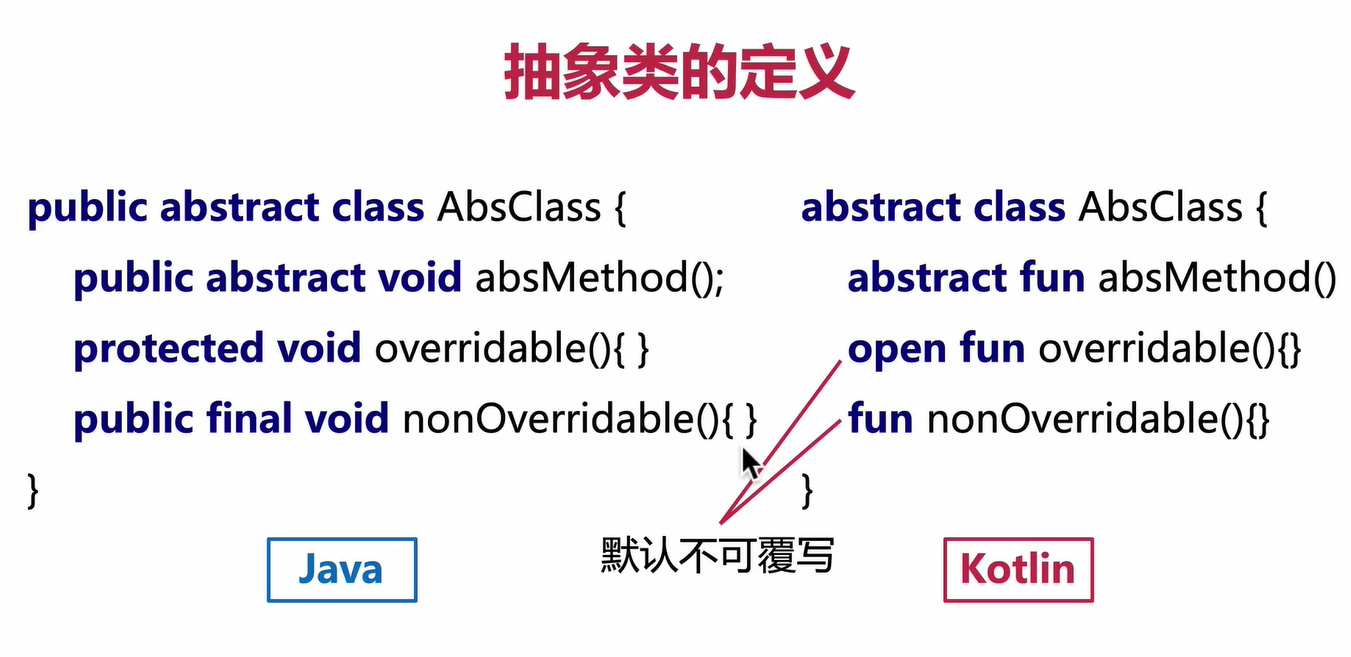 抽象类的定义
public abstract class AbsClass {
public abstract void absMethod();
protected void overridable(){ }
public final void nonOverridable(){ }
}
Java
abstract class AbsClass {
abstract fun absMethod()
open fun overridable(){}
fun nonOverridable(){}
}
默认不可覆写
Kotlin